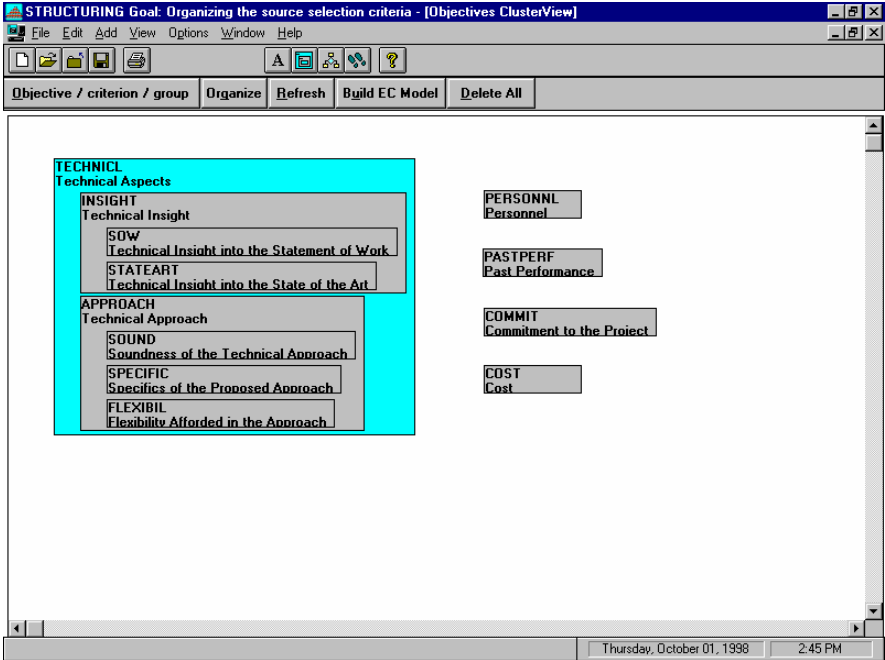 STRUCTURING Goal: Organizing the source selection criteria - [Objectives ClusterView]
File Edit Add View Options Window Help
A ?
Objective / criterion / group Organize Refresh Build EC Model Delete All
TECHNICL
Technical Aspects
INSIGHT
Technical Insight
SOW
Technical Insight into the Statement of Work
STATEART
Technical Insight into the State of the Art
APPROACH
Technical Approach
SOUND
Soundness of the Technical Approach
SPECIFIC
Specifics of the Proposed Approach
FLEXIBIL
Flexibility Afforded in the Approach
PERSONNL
Personnel
PASTPERF
Past Performance
COMMIT
Commitment to the Project
COST
Cost
Thursday, October 01, 1998 2:45 PM